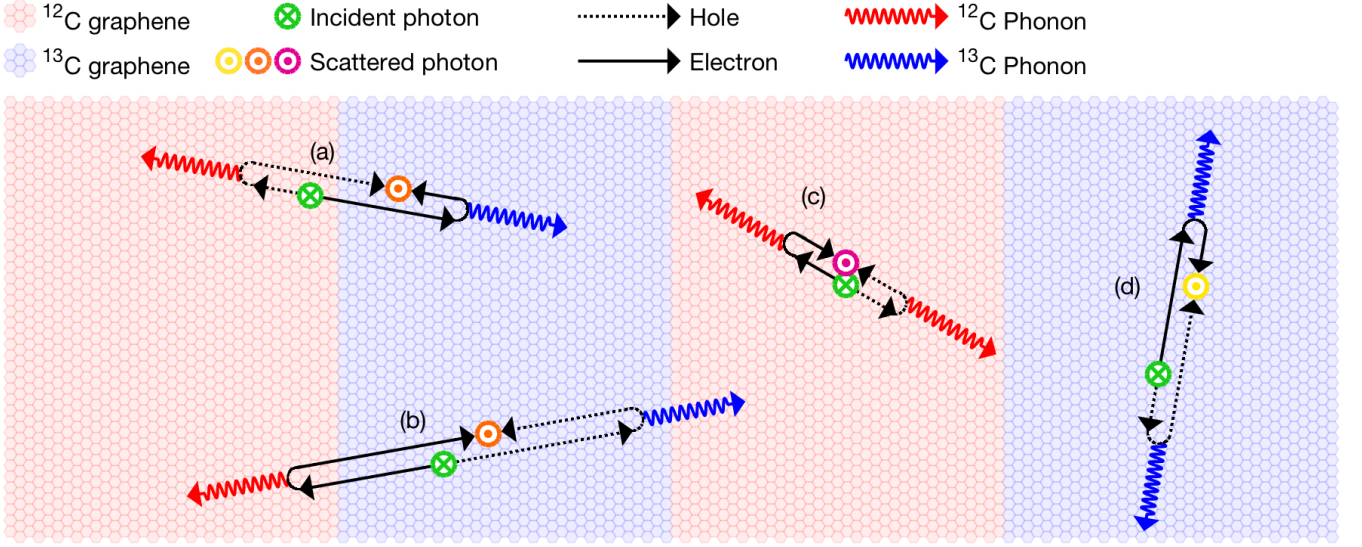 ¹²C graphene Incident photon Hole ¹²C Phonon
¹³C graphene Scattered photon Electron ¹³C Phonon
(a)
(c)
(d)
(b)